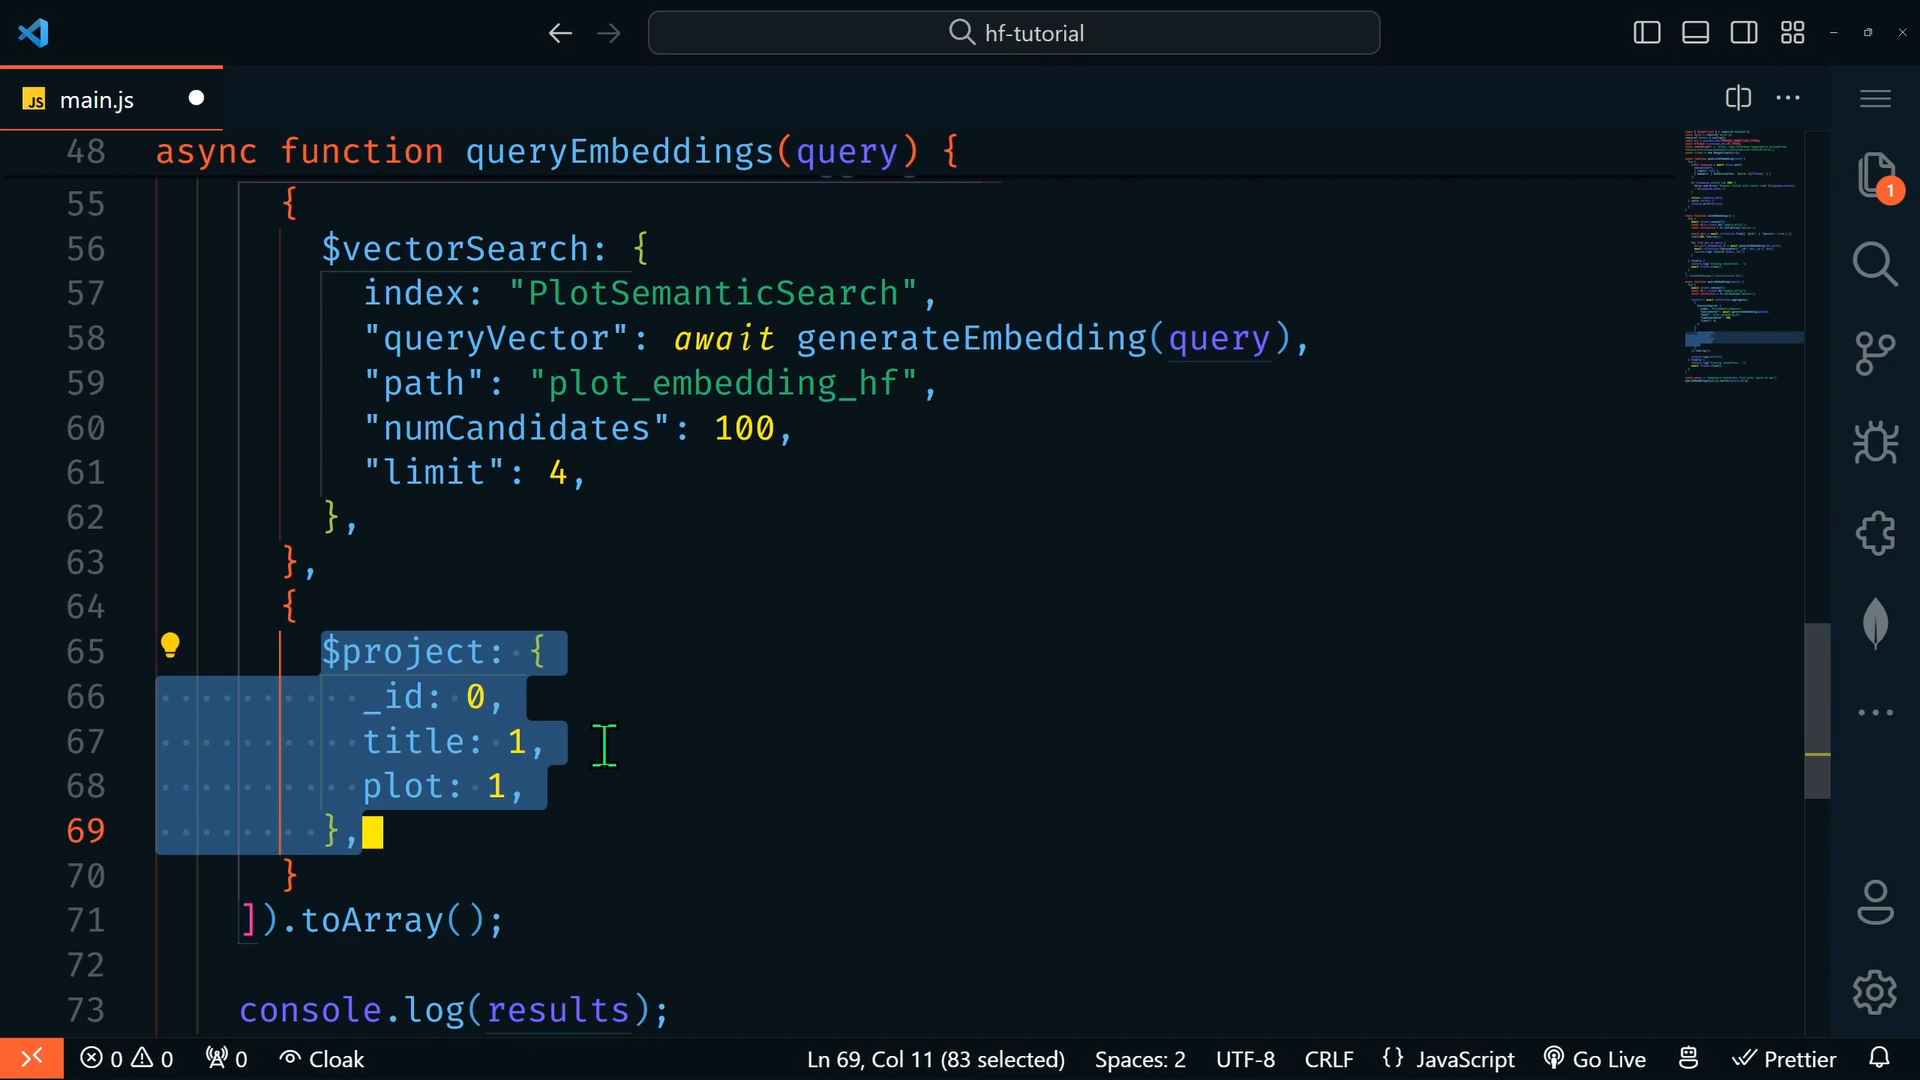 hf-tutorial
JS main.js
48 async function queryEmbeddings(query) {
55 {
56 $vectorSearch: {
57 index: "PlotSemanticSearch",
58 "queryVector": await generateEmbedding(query),
59 "path": "plot_embedding_hf",
60 "numCandidates": 100,
61 "limit": 4,
62 },
63 },
64 {
65 $project: {
66 _id: 0,
67 title: 1,
68 plot: 1,
69 },
70 }
71 ]).toArray();
72
73 console.log(results);
1
0 0 0 Cloak Ln 69, Col 11 (83 selected) Spaces: 2 UTF-8 CRLF {} JavaScript Go Live Prettier